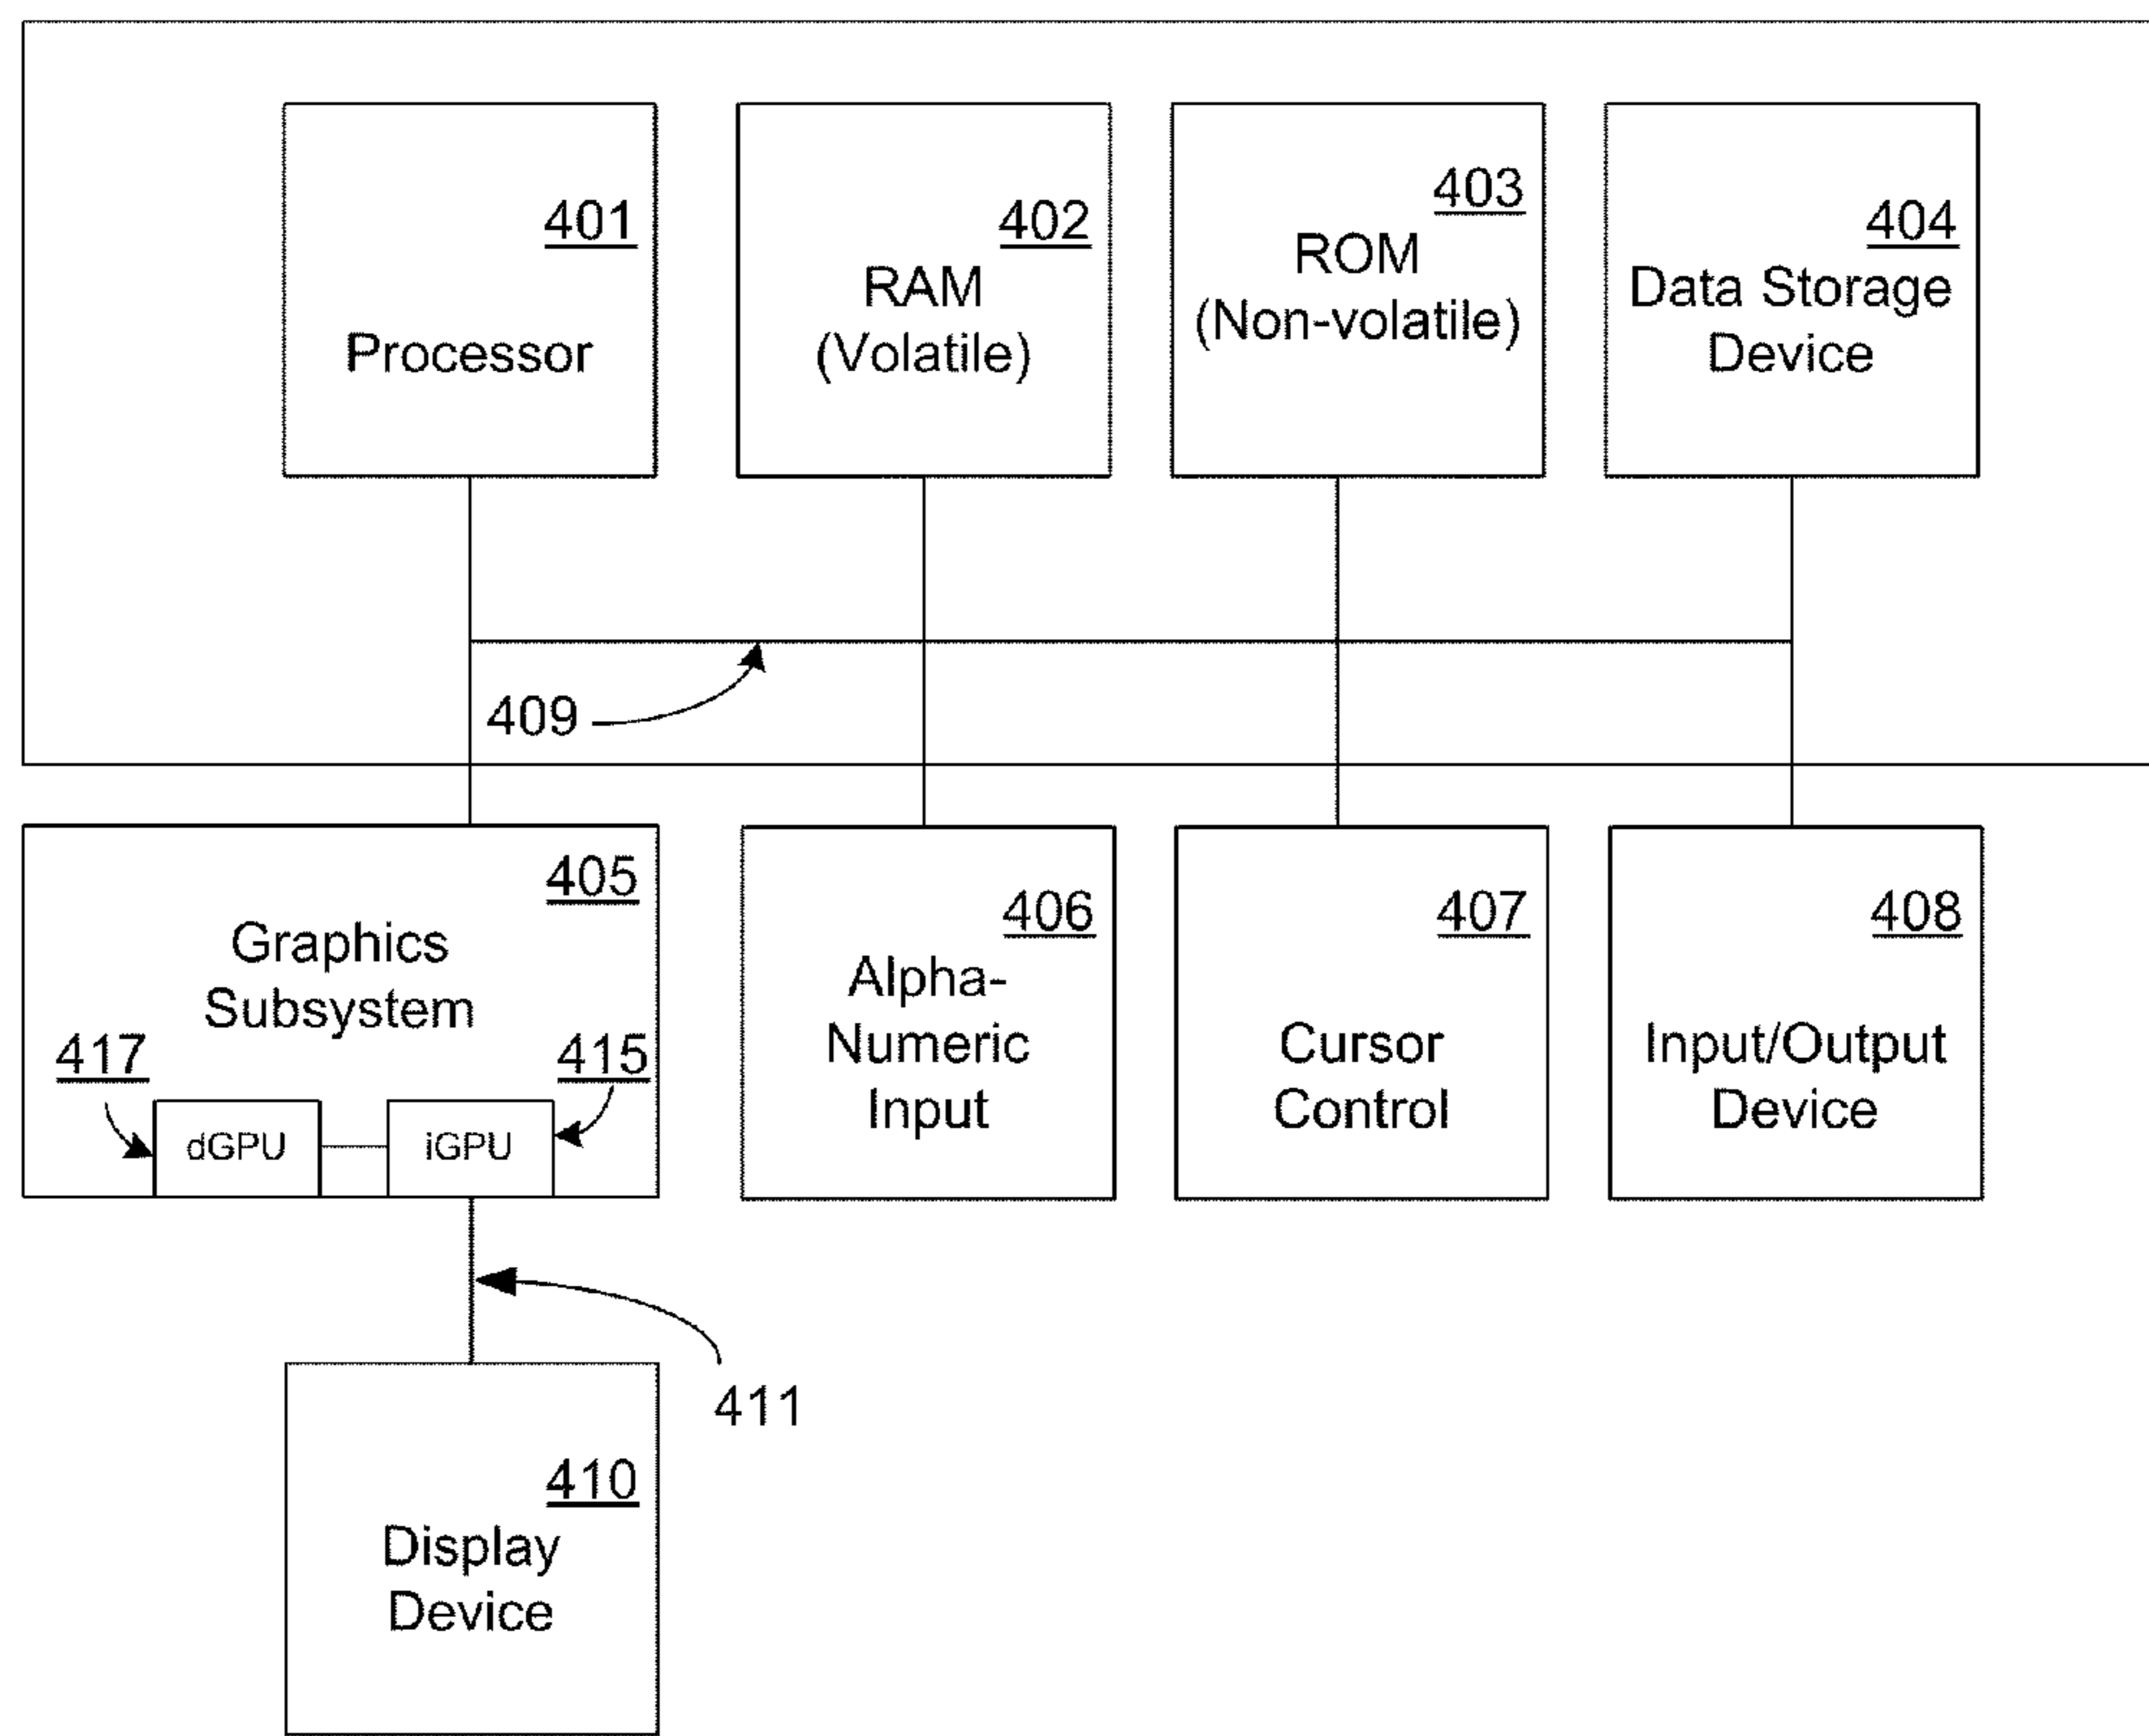 401
Processor
402
RAM
(Volatile)
403
ROM
(Non-volatile)
404
Data Storage
Device
409
405
Graphics
Subsystem
417
415
dGPU
iGPU
406
Alpha-
Numeric
Input
407
Cursor
Control
408
Input/Output
Device
411
410
Display
Device